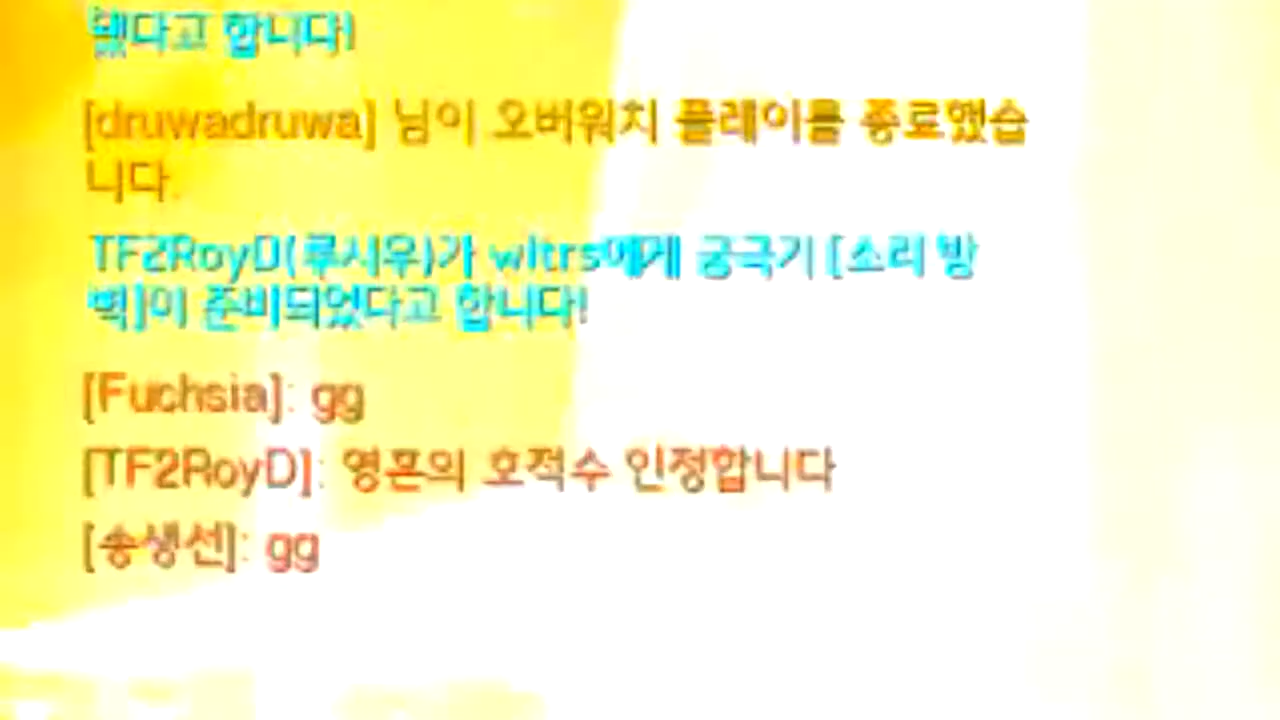 했다고 합니다!
[druwadruwa] 님이 오버워치 플레이를 종료했습
니다.
TF2RoyD(루시우)가 wltrs에게 궁극기 [소리 방
벽]이 준비되었다고 합니다!
[Fuchsia]: gg
[TF2RoyD]: 영혼의 호적수 인정합니다
[송생선]: gg